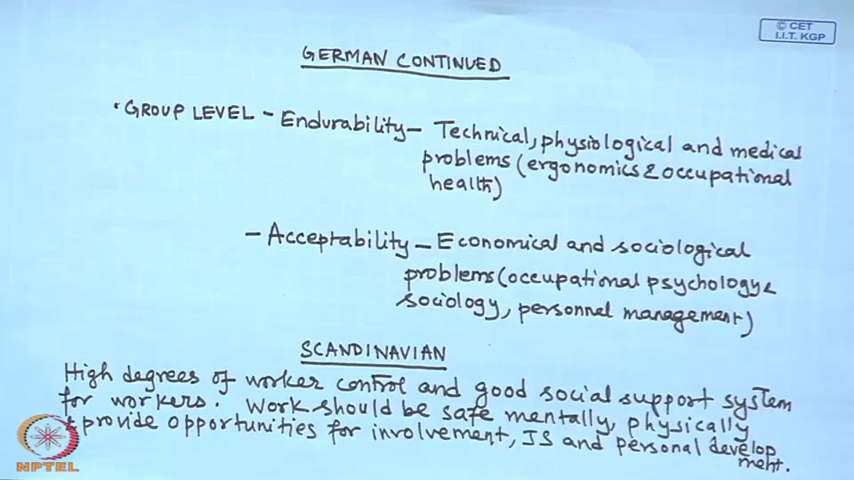 © CET
I.I.T. KGP
GERMAN CONTINUED
• GROUP LEVEL - Endurability - Technical, physiological and medical
problems (ergonomics & occupational
health)
- Acceptability - Economical and sociological
problems (occupational psychology &
sociology, personnel management)
SCANDINAVIAN
High degrees of worker control and good social support system
for workers. Work should be safe mentally, physically
& provide opportunities for involvement, JS and personal develop
ment.
NPTEL